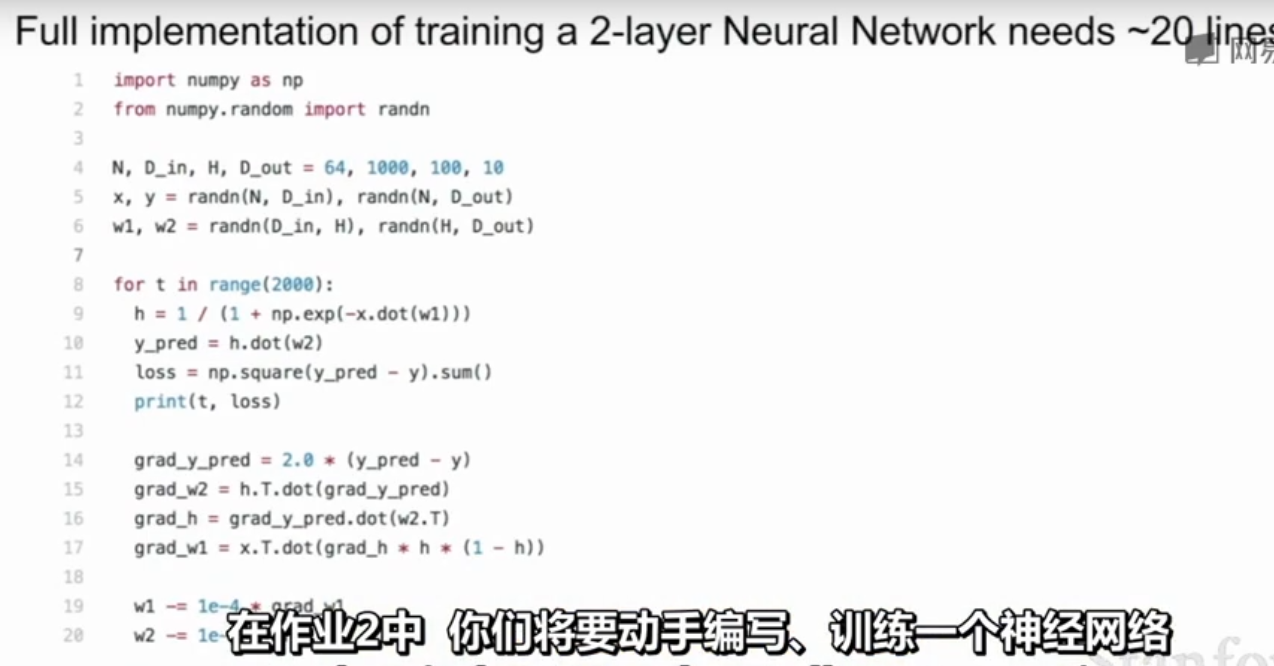 Full implementation of training a 2-layer Neural Network needs ~20 lines
网易
1 import numpy as np
2 from numpy.random import randn
3
4 N, D_in, H, D_out = 64, 1000, 100, 10
5 x, y = randn(N, D_in), randn(N, D_out)
6 w1, w2 = randn(D_in, H), randn(H, D_out)
7
8 for t in range(2000):
9 h = 1 / (1 + np.exp(-x.dot(w1)))
10 y_pred = h.dot(w2)
11 loss = np.square(y_pred - y).sum()
12 print(t, loss)
13
14 grad_y_pred = 2.0 * (y_pred - y)
15 grad_w2 = h.T.dot(grad_y_pred)
16 grad_h = grad_y_pred.dot(w2.T)
17 grad_w1 = x.T.dot(grad_h * h * (1 - h))
18
19 w1 -= 1e-4 * grad_w1
20 w2 -= 1e-
在作业2中 你们将要动手编写、训练一个神经网络